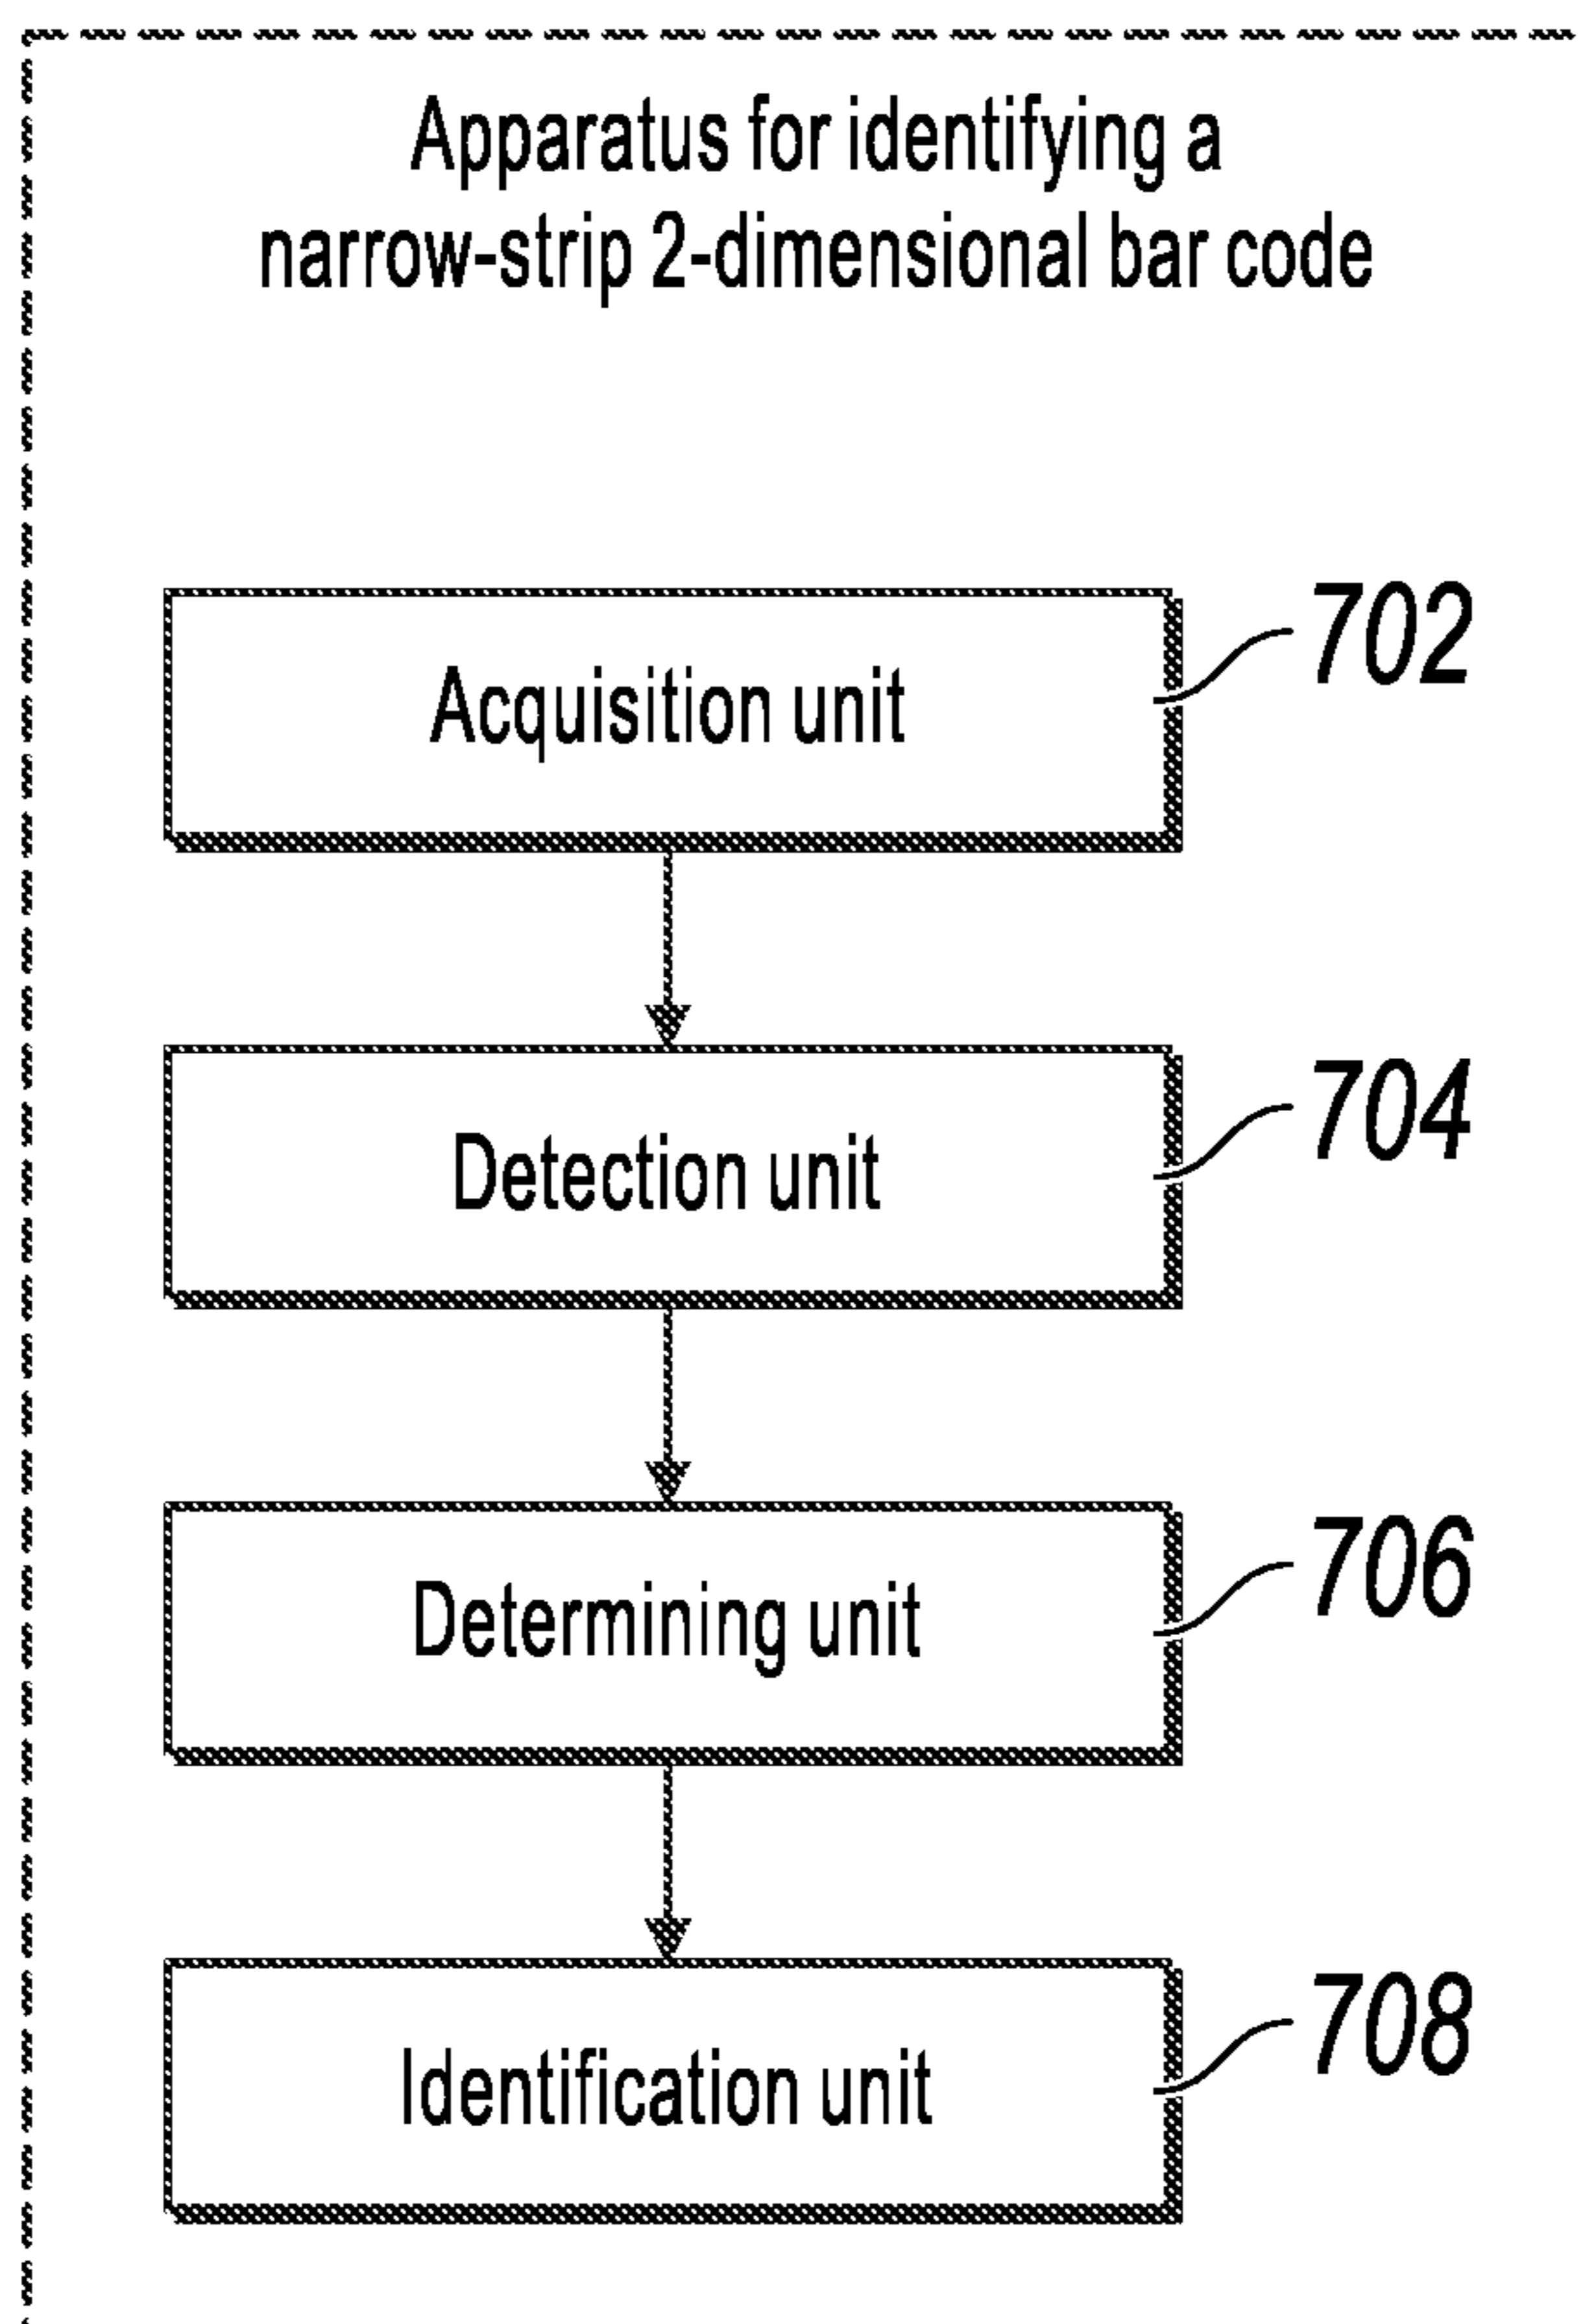 Apparatus for identifying a
narrow-strip 2-dimensional bar code
Acquisition unit
702
Detection unit
704
Determining unit
706
Identification unit
708